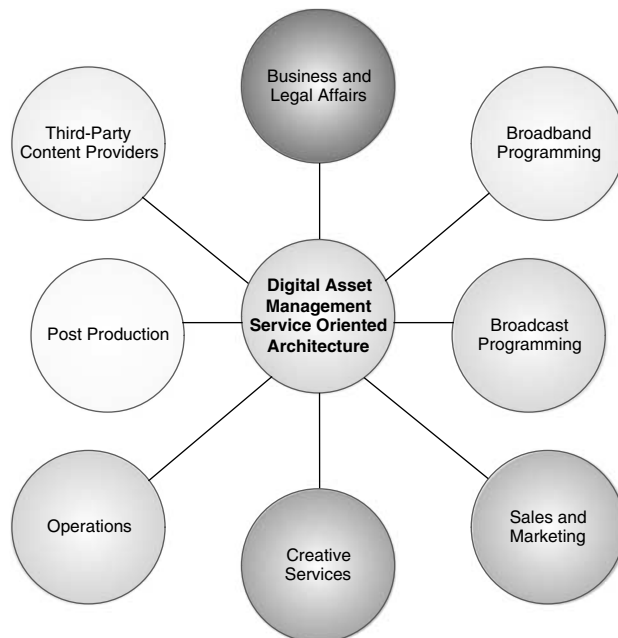 Business and
Legal Affairs
Third-Party
Content Providers
Broadband
Programming
Digital Asset
Management
Service Oriented
Architecture
Post Production
Broadcast
Programming
Operations
Creative
Services
Sales and
Marketing